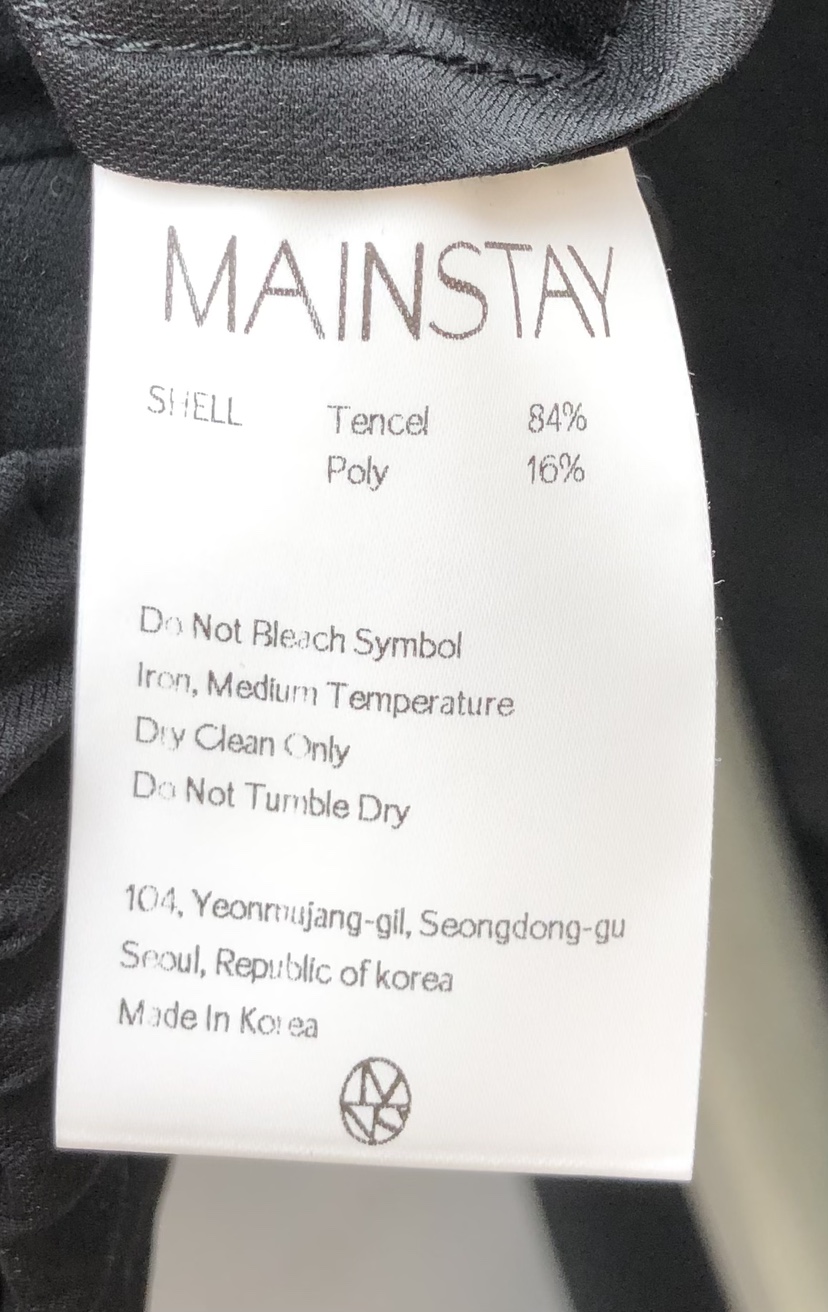 MAINSTAY
SHELL Tencel 84%
Poly 16%
Do Not Bleach Symbol
Iron, Medium Temperature
Dry Clean Only
Do Not Tumble Dry
104, Yeonmujang-gil, Seongdong-gu
Seoul, Republic of korea
Made In Korea